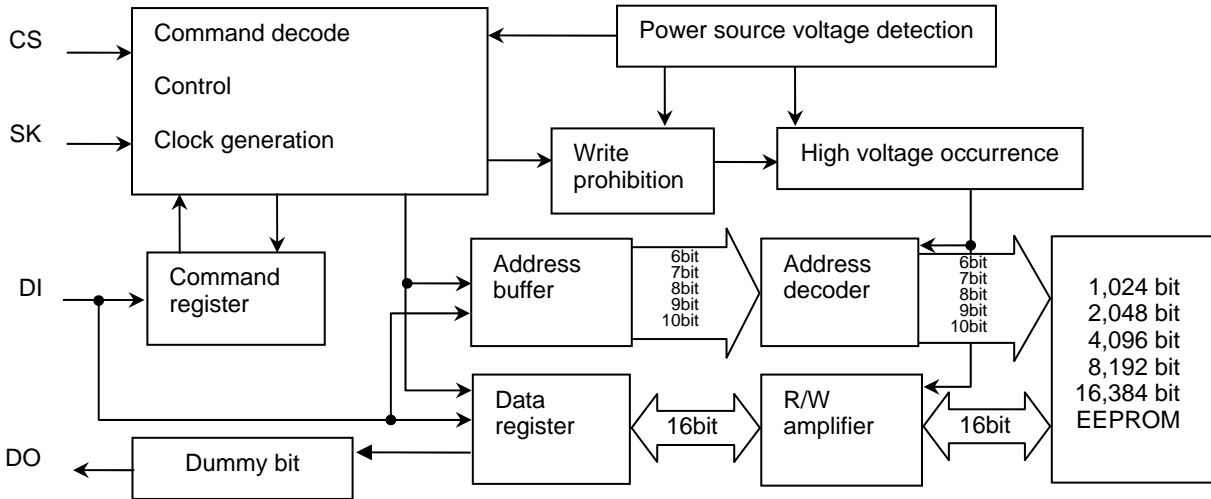 CS
Command decode
Control
SK
Clock generation
Power source voltage detection
Write
prohibition
High voltage occurrence
DI
Command
register
Address
buffer
6bit
7bit
8bit
9bit
10bit
Address
decoder
6bit
7bit
8bit
9bit
10bit
1,024 bit
2,048 bit
4,096 bit
8,192 bit
16,384 bit
EEPROM
Data
register
16bit
R/W
amplifier
16bit
DO
Dummy bit